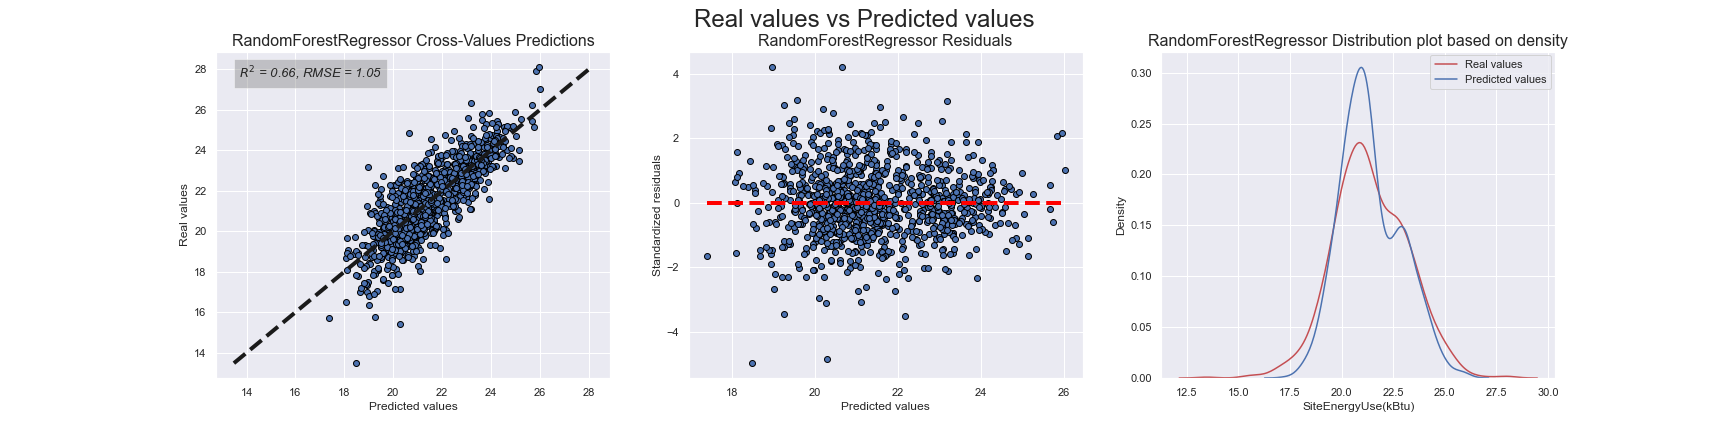 Real values vs Predicted values
RandomForestRegressor Cross-Values Predictions
R² = 0.66, RMSE = 1.05
28
26
24
22
20
18
16
14
Real values
14 16 18 20 22 24 26 28
Predicted values
RandomForestRegressor Residuals
4
2
0
−2
−4
Standardized residuals
18 20 22 24 26
Predicted values
RandomForestRegressor Distribution plot based on density
Real values
Predicted values
0.30
0.25
0.20
0.15
0.10
0.05
0.00
Density
12.5 15.0 17.5 20.0 22.5 25.0 27.5 30.0
SiteEnergyUse(kBtu)